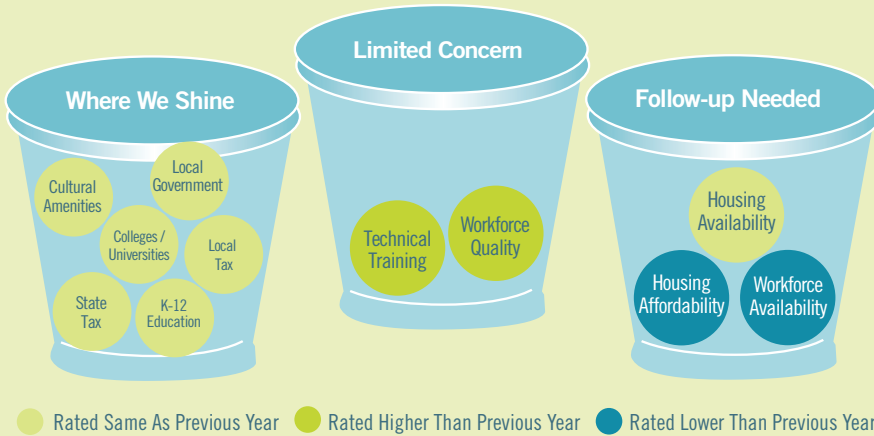 Where We Shine
Cultural
Amenities
Local
Government
Colleges /
Universities
Local
Tax
State
Tax
K-12
Education
Limited Concern
Technical
Training
Workforce
Quality
Follow-up Needed
Housing
Availability
Housing
Affordability
Workforce
Availability
Rated Same As Previous Year
Rated Higher Than Previous Year
Rated Lower Than Previous Year